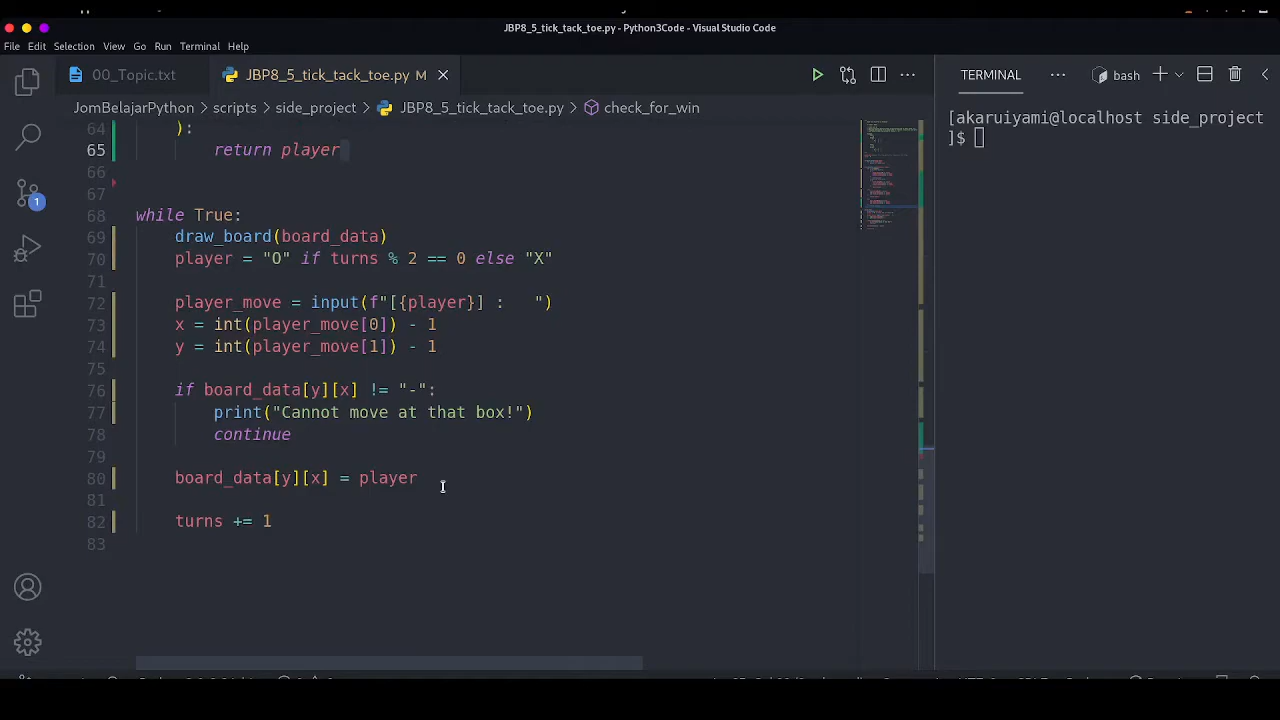 JBP8_5_tick_tack_toe.py - Python3Code - Visual Studio Code
File Edit Selection View Go Run Terminal Help
00_Topic.txt JBP8_5_tick_tack_toe.py M
JomBelajarPython > scripts > side_project > JBP8_5_tick_tack_toe.py > check_for_win
64 ):
65 return player
66
67
68 while True:
69 draw_board(board_data)
70 player = "O" if turns % 2 == 0 else "X"
71
72 player_move = input(f"[{player}] :   ")
73 x = int(player_move[0]) - 1
74 y = int(player_move[1]) - 1
75
76 if board_data[y][x] != "-":
77 print("Cannot move at that box!")
78 continue
79
80 board_data[y][x] = player
81
82 turns += 1
83
1
TERMINAL bash
[akaruiyami@localhost side_project
]$